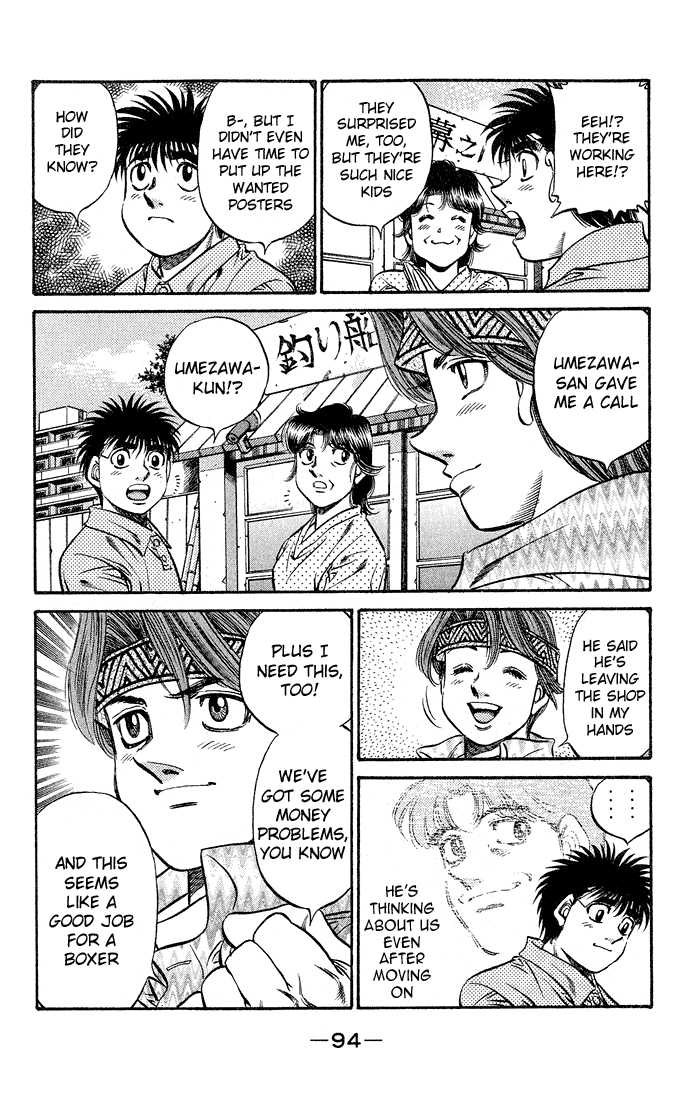 EEH!?
THEY'RE
WORKING
HERE!?
THEY
SURPRISED
ME, TOO,
BUT THEY'RE
SUCH NICE
KIDS
B-, BUT I
DIDN'T EVEN
HAVE TIME TO
PUT UP THE
WANTED
POSTERS
HOW
DID
THEY
KNOW?
UMEZAWA-
SAN GAVE
ME A CALL
釣り船
UMEZAWA-
KUN!?
HE SAID
HE'S
LEAVING
THE SHOP
IN MY
HANDS
....
HE'S
THINKING
ABOUT US
EVEN
AFTER
MOVING
ON
PLUS I
NEED THIS,
TOO!
WE'VE
GOT SOME
MONEY
PROBLEMS,
YOU KNOW
AND THIS
SEEMS
LIKE A
GOOD JOB
FOR A
BOXER
—94—